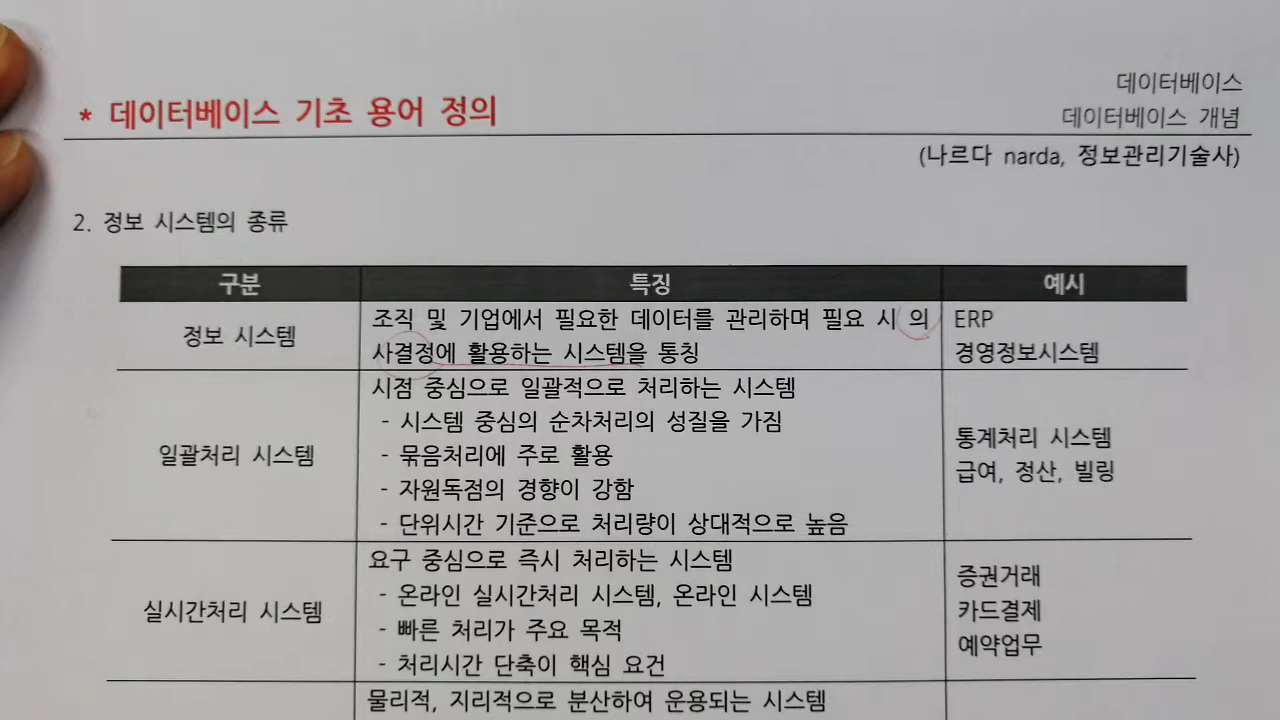 데이터베이스
* 데이터베이스 기초 용어 정의
데이터베이스 개념
(나르다 narda, 정보관리기술사)
2. 정보 시스템의 종류
구분 특징 예시
정보 시스템
조직 및 기업에서 필요한 데이터를 관리하며 필요 시 의
사결정에 활용하는 시스템을 통칭
ERP
경영정보시스템
일괄처리 시스템
시점 중심으로 일괄적으로 처리하는 시스템
- 시스템 중심의 순차처리의 성질을 가짐
- 묶음처리에 주로 활용
- 자원독점의 경향이 강함
- 단위시간 기준으로 처리량이 상대적으로 높음
통계처리 시스템
급여, 정산, 빌링
실시간처리 시스템
요구 중심으로 즉시 처리하는 시스템
- 온라인 실시간처리 시스템, 온라인 시스템
- 빠른 처리가 주요 목적
- 처리시간 단축이 핵심 요건
증권거래
카드결제
예약업무
물리적, 지리적으로 분산하여 운용되는 시스템